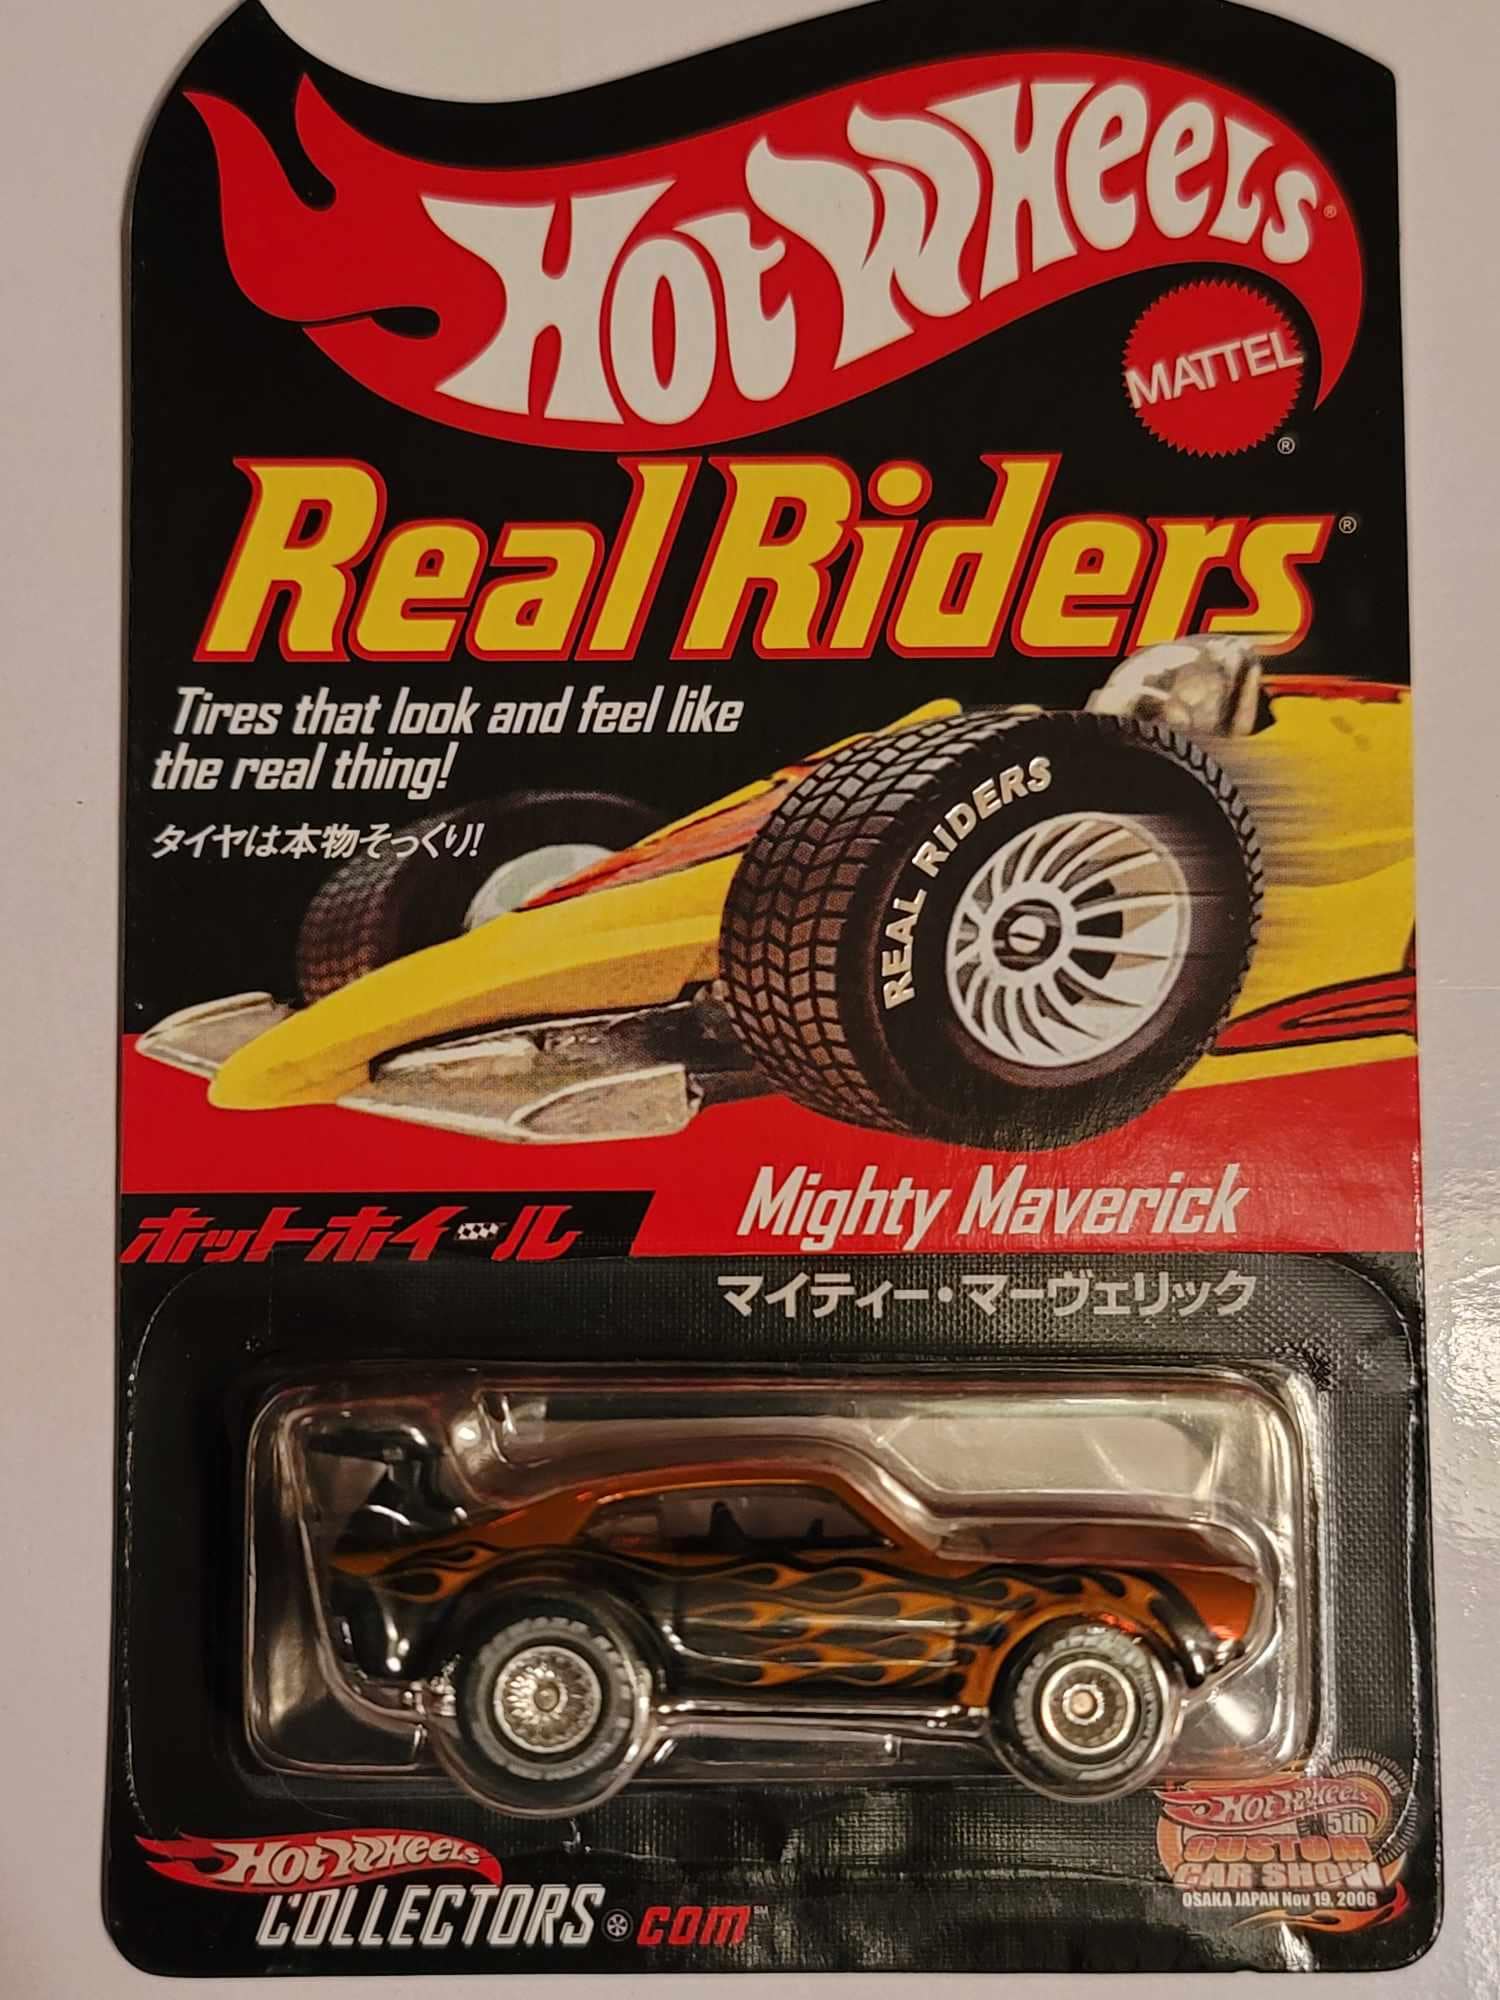 Hot Wheels®
MATTEL
®
Real Riders®
Tires that look and feel like
the real thing!
タイヤは本物そっくり!
REAL RIDERS
Mighty Maverick
ホットホイール
マイティー・マーヴェリック
Hot Wheels
5th
CUSTOM
CAR SHOW
OSAKA JAPAN Nov 19, 2006
Hot Wheels
COLLECTORS.com℠